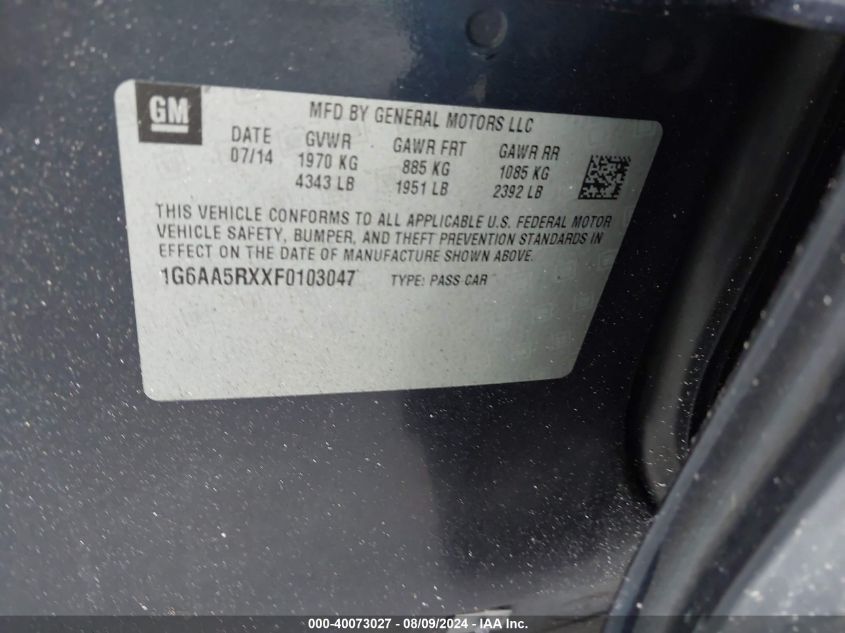 GM
MFD BY GENERAL MOTORS LLC
DATE GVWR GAWR FRT GAWR RR
07/14 1970 KG 885 KG 1085 KG
4343 LB 1951 LB 2392 LB
THIS VEHICLE CONFORMS TO ALL APPLICABLE U.S. FEDERAL MOTOR
VEHICLE SAFETY, BUMPER, AND THEFT PREVENTION STANDARDS IN
EFFECT ON THE DATE OF MANUFACTURE SHOWN ABOVE.
1G6AA5RXXF0103047 TYPE: PASS CAR
000-40073027 - 08/09/2024 - IAA Inc.